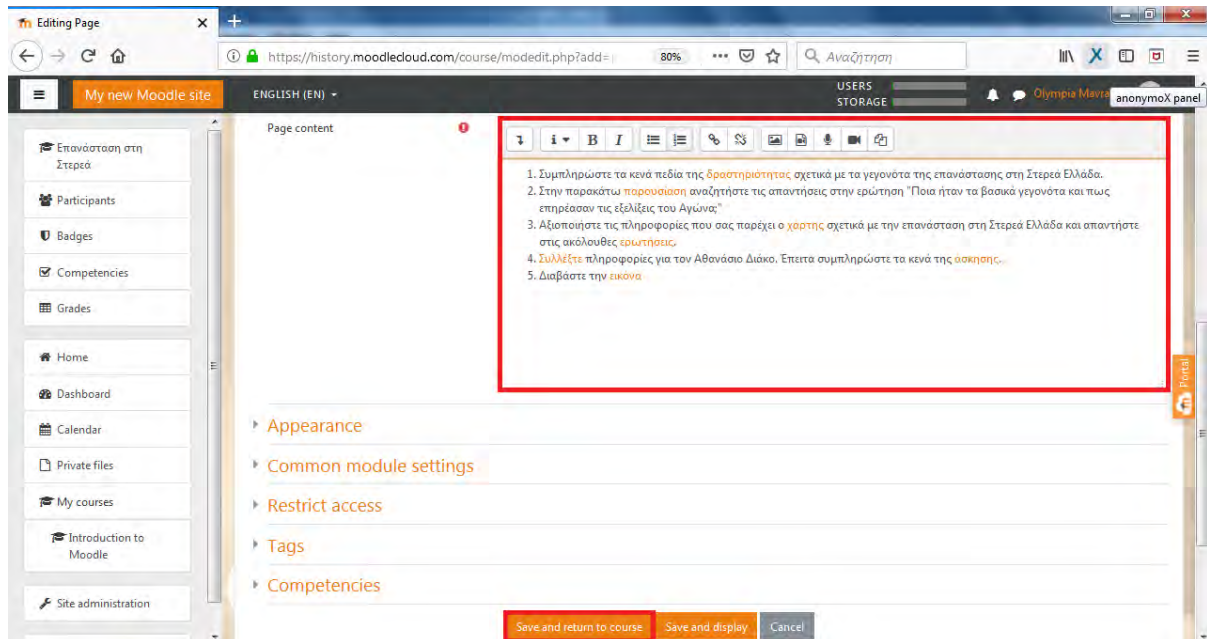 Editing Page
https://history.moodlecloud.com/course/modedit.php?add=
80%
Αναζήτηση
My new Moodle site
ENGLISH (EN)
USERS
STORAGE
Olympia Mavra
anonymoX panel
Επανάσταση στη
Στερεά
Participants
Badges
Competencies
Grades
Home
Dashboard
Calendar
Private files
My courses
Introduction to
Moodle
Site administration
Page content
1. Συμπληρώστε τα κενά πεδία της δραστηριότητας σχετικά με τα γεγονότα της επανάστασης στη Στερεά Ελλάδα.
2. Στην παρακάτω παρουσίαση αναζητήστε τις απαντήσεις στην ερώτηση "Ποια ήταν τα βασικά γεγονότα και πως
επηρέασαν τις εξελίξεις του Αγώνα;"
3. Αξιοποιήστε τις πληροφορίες που σας παρέχει ο χάρτης σχετικά με την επανάσταση στη Στερεά Ελλάδα και απαντήστε
στις ακόλουθες ερωτήσεις.
4. Συλλέξτε πληροφορίες για τον Αθανάσιο Διάκο. Έπειτα συμπληρώστε τα κενά της άσκησης.
5. Διαβάστε την εικόνα
Portal
Appearance
Common module settings
Restrict access
Tags
Competencies
Save and return to course
Save and display
Cancel